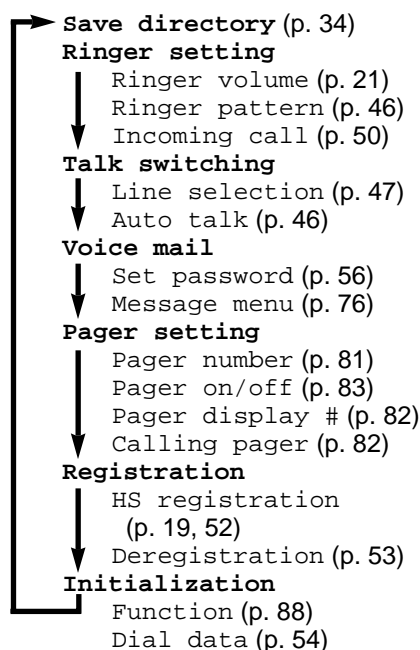 Save directory (p. 34)
Ringer setting
Ringer volume (p. 21)
Ringer pattern (p. 46)
Incoming call (p. 50)
Talk switching
Line selection (p. 47)
Auto talk (p. 46)
Voice mail
Set password (p. 56)
Message menu (p. 76)
Pager setting
Pager number (p. 81)
Pager on/off (p. 83)
Pager display # (p. 82)
Calling pager (p. 82)
Registration
HS registration
(p. 19, 52)
Deregistration (p. 53)
Initialization
Function (p. 88)
Dial data (p. 54)